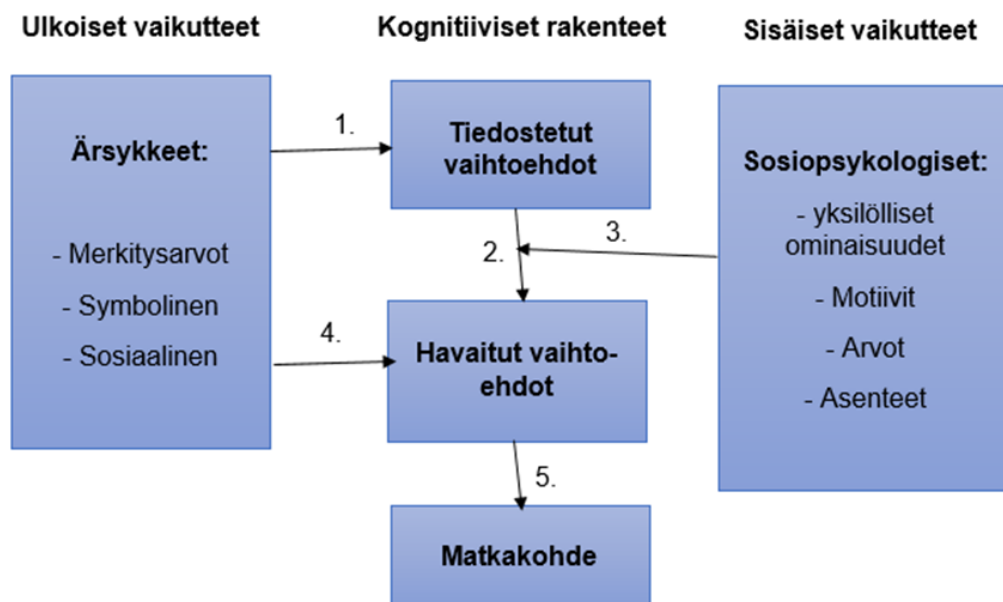 Ulkoiset vaikutteet
Kognitiiviset rakenteet
Sisäiset vaikutteet
Ärsykkeet:
- Merkitysarvot
- Symbolinen
- Sosiaalinen
1.
Tiedostetut
vaihtoehdot
2.
3.
4.
Havaitut vaihto-
ehdot
5.
Matkakohde
Sosiopsykologiset:
- yksilölliset
ominaisuudet
- Motiivit
- Arvot
- Asenteet